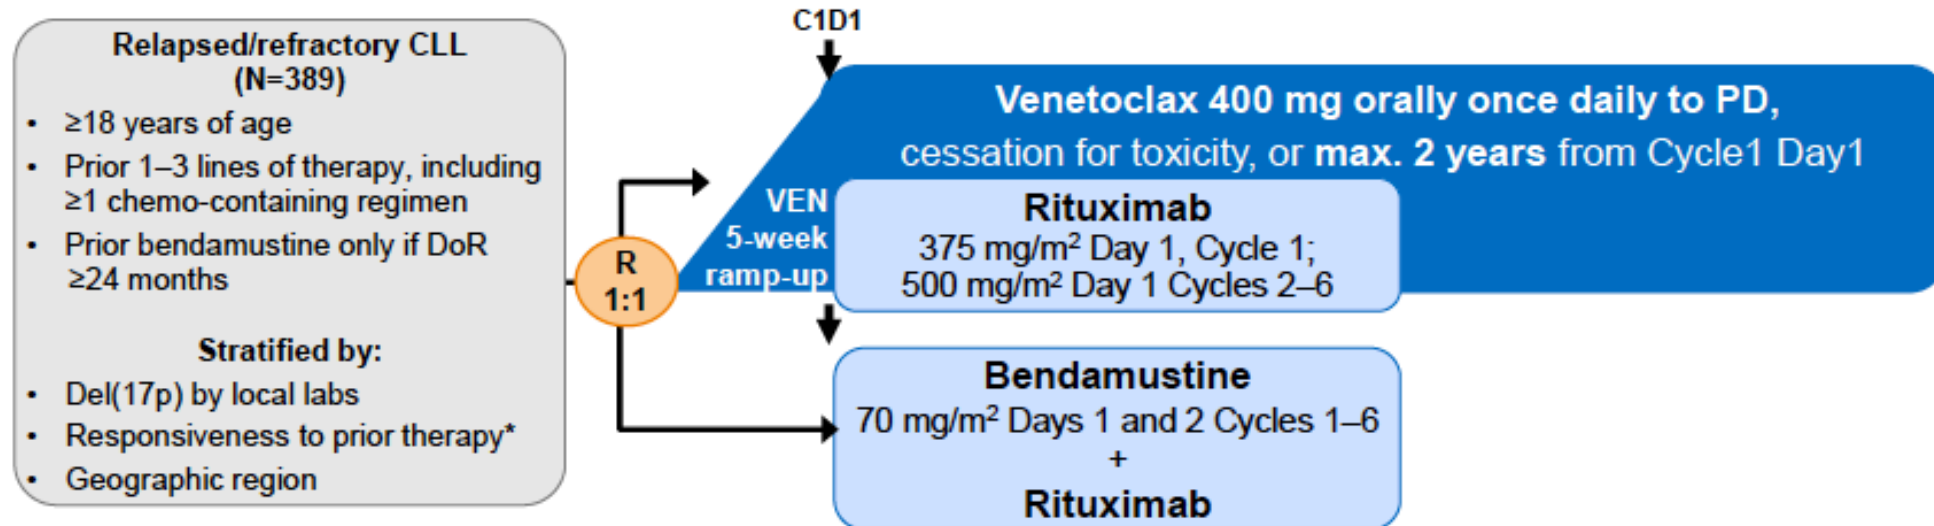 Relapsed/refractory CLL
(N=389)
• ≥18 years of age
• Prior 1–3 lines of therapy, including
≥1 chemo-containing regimen
• Prior bendamustine only if DoR
≥24 months
Stratified by:
• Del(17p) by local labs
• Responsiveness to prior therapy*
• Geographic region
R
1:1
C1D1
Venetoclax 400 mg orally once daily to PD,
cessation for toxicity, or max. 2 years from Cycle1 Day1
VEN
5-week
ramp-up
Rituximab
375 mg/m² Day 1, Cycle 1;
500 mg/m² Day 1 Cycles 2–6
Bendamustine
70 mg/m² Days 1 and 2 Cycles 1–6
+
Rituximab